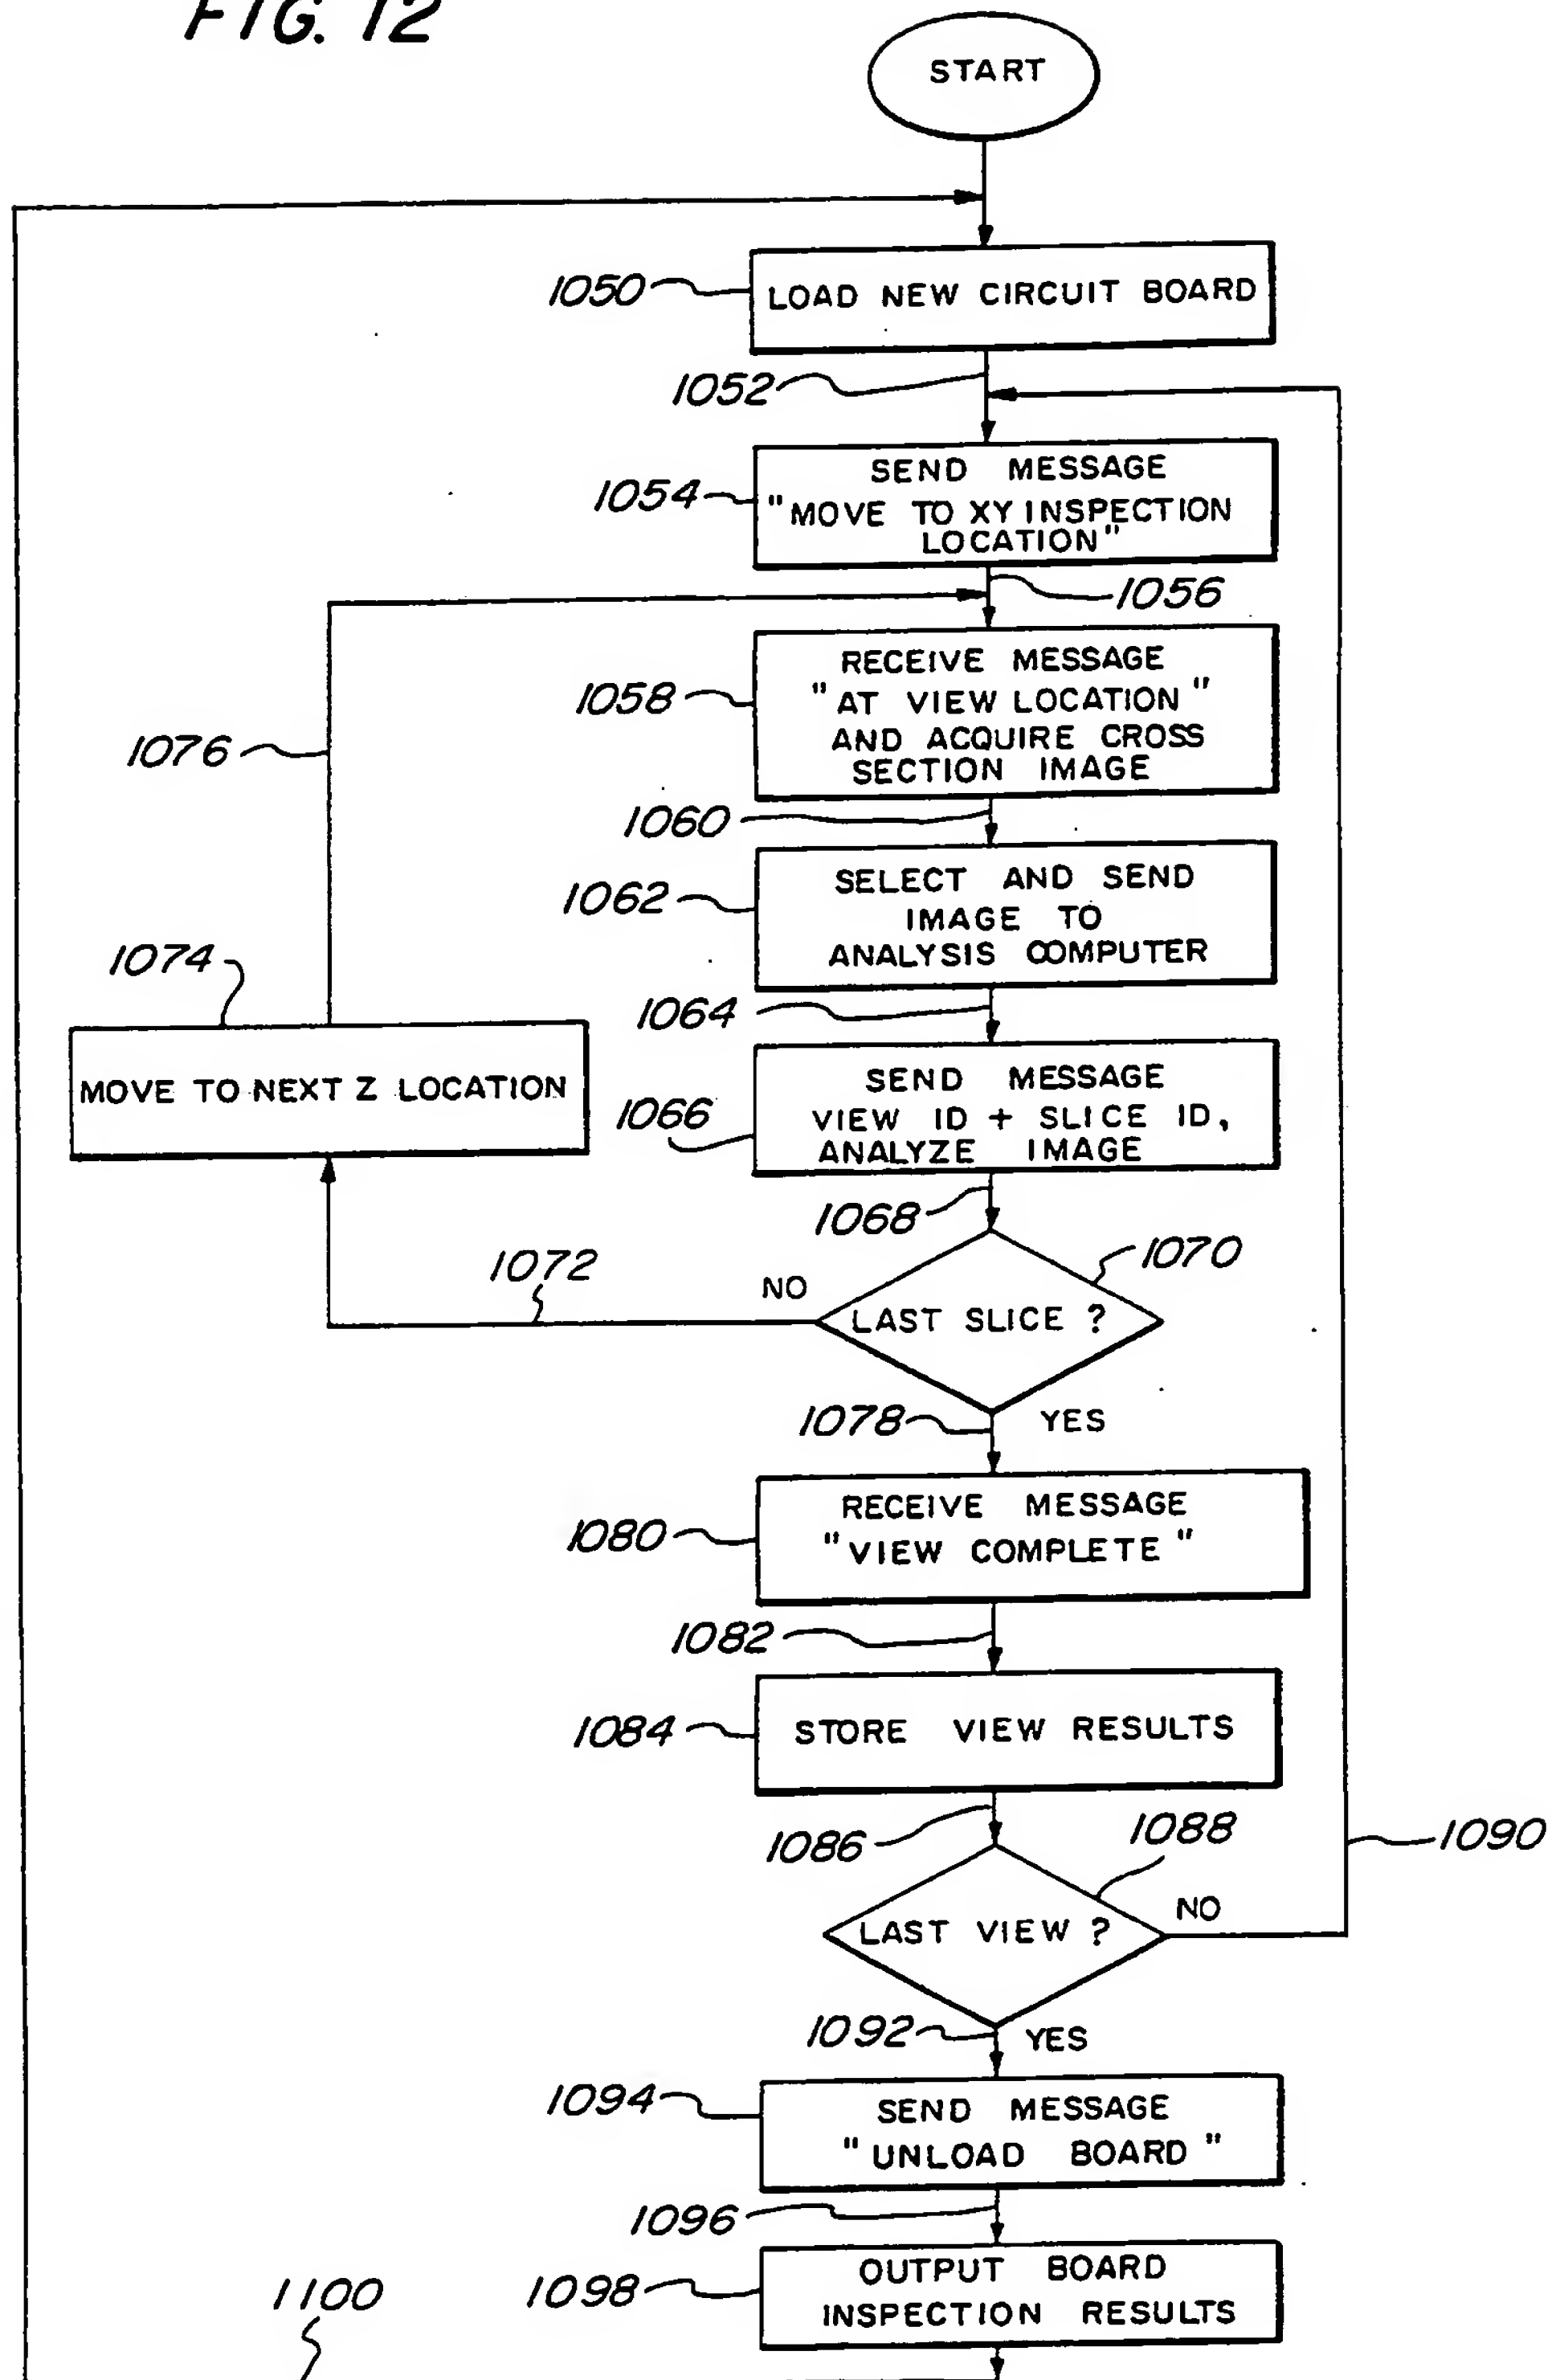 FIG. 12
START
1050
LOAD NEW CIRCUIT BOARD
1052
1054
SEND MESSAGE
"MOVE TO XY INSPECTION
LOCATION"
1056
1058
RECEIVE MESSAGE
"AT VIEW LOCATION"
AND ACQUIRE CROSS
SECTION IMAGE
1076
1060
1062
SELECT AND SEND
IMAGE TO
ANALYSIS COMPUTER
1074
1064
MOVE TO NEXT Z LOCATION
1066
SEND MESSAGE
VIEW ID + SLICE ID,
ANALYZE IMAGE
1068
1070
1072
NO
LAST SLICE ?
1078
YES
1080
RECEIVE MESSAGE
"VIEW COMPLETE"
1082
1084
STORE VIEW RESULTS
1086
1088
1090
LAST VIEW ?
NO
1092
YES
1094
SEND MESSAGE
"UNLOAD BOARD"
1096
1098
OUTPUT BOARD
INSPECTION RESULTS
1100